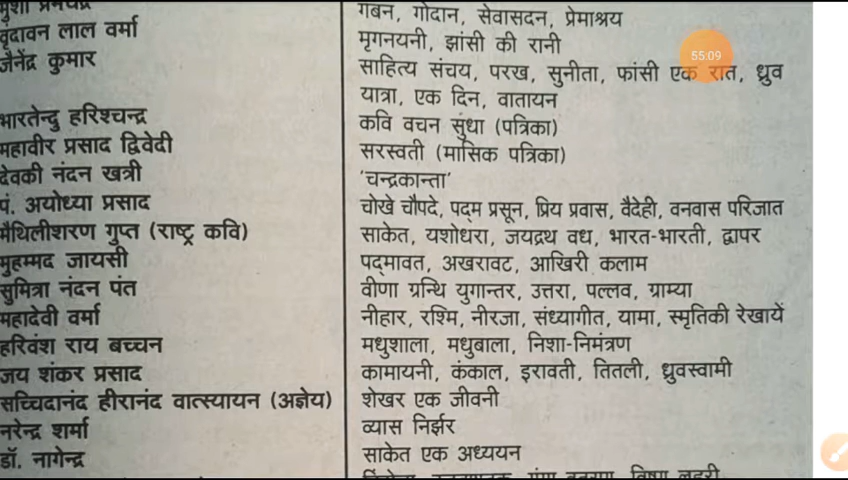 मुंशी प्रेमचंद्र गबन, गोदान, सेवासदन, प्रेमाश्रय
वृंदावन लाल वर्मा मृगनयनी, झांसी की रानी
जैनेंद्र कुमार साहित्य संचय, परख, सुनीता, फांसी एक रात, ध्रुव
यात्रा, एक दिन, वातायन
55:09
भारतेन्दु हरिश्चन्द्र कवि वचन सुंधा (पत्रिका)
महावीर प्रसाद द्विवेदी सरस्वती (मासिक पत्रिका)
देवकी नंदन खत्री 'चन्द्रकान्ता'
पं. अयोध्या प्रसाद चोखे चौपदे, पद्म प्रसून, प्रिय प्रवास, वैदेही, वनवास परिजात
मैथिलीशरण गुप्त (राष्ट्र कवि) साकेत, यशोधरा, जयद्रथ वध, भारत-भारती, द्वापर
मुहम्मद जायसी पद्मावत, अखरावट, आखिरी कलाम
सुमित्रा नंदन पंत वीणा ग्रन्थि युगान्तर, उत्तरा, पल्लव, ग्राम्या
महादेवी वर्मा नीहार, रश्मि, नीरजा, संध्यागीत, यामा, स्मृतिकी रेखायें
हरिवंश राय बच्चन मधुशाला, मधुबाला, निशा-निमंत्रण
जय शंकर प्रसाद कामायनी, कंकाल, इरावती, तितली, ध्रुवस्वामी
सच्चिदानंद हीरानंद वात्स्यायन (अज्ञेय) शेखर एक जीवनी
नरेन्द्र शर्मा व्यास निर्झर
डॉ. नागेन्द्र साकेत एक अध्ययन